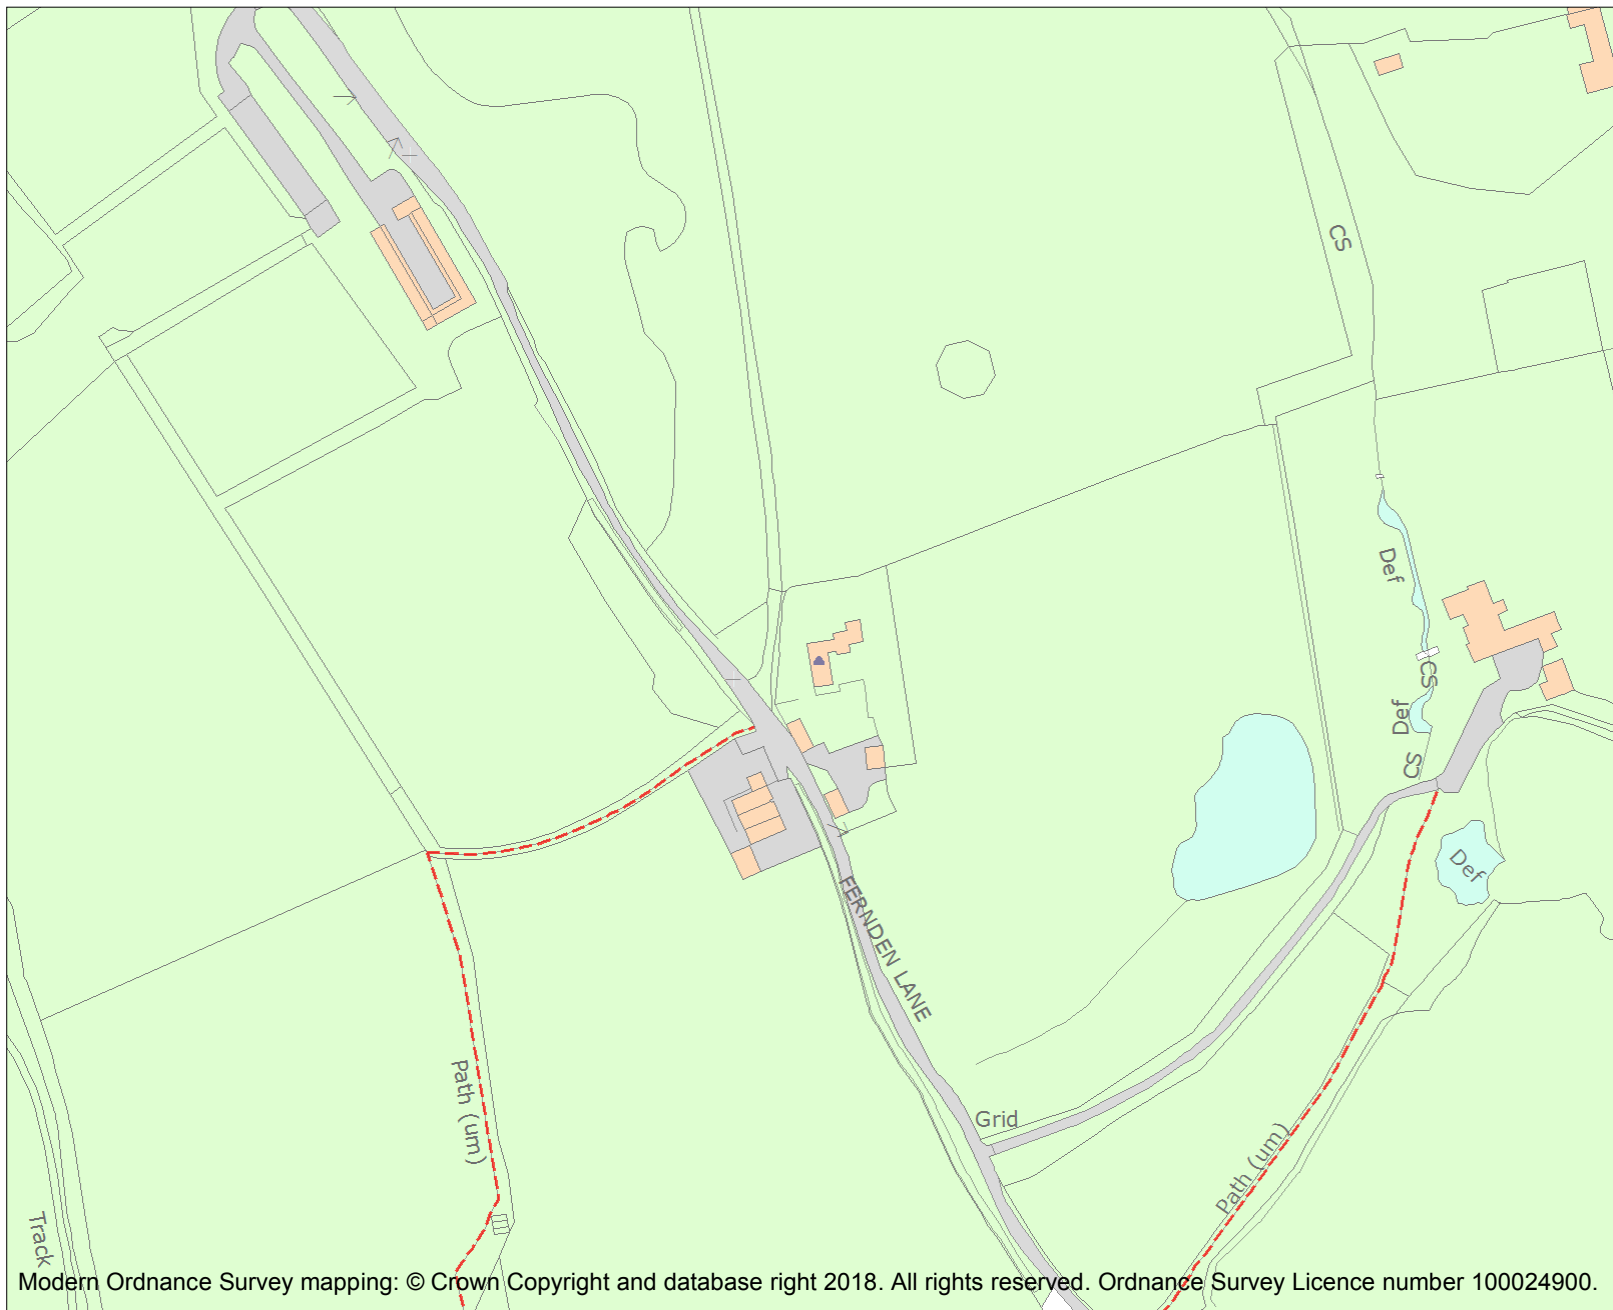 CS
Def
CS
Def
CS
Def
FERNDEN LANE
Grid
Path (um)
Path (um)
Track
Modern Ordnance Survey mapping: © Crown Copyright and database right 2018. All rights reserved. Ordnance Survey Licence number 100024900.